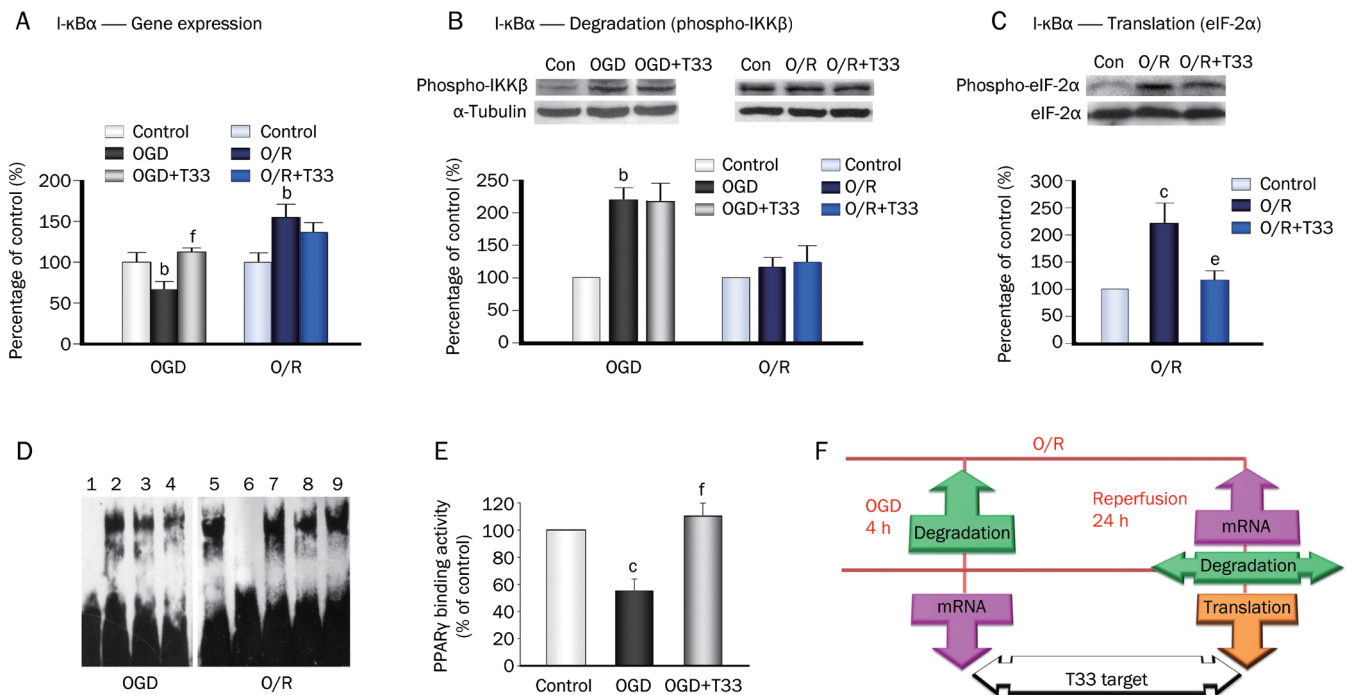 A I-κBα — Gene expression
Control Control
OGD O/R
OGD+T33 O/R+T33
Percentage of control (%)
200
150
100
50
0
b
f
b
OGD O/R
B I-κBα — Degradation (phospho-IKKβ)
Con OGD OGD+T33 Con O/R O/R+T33
Phospho-IKKβ
α-Tubulin
Control Control
OGD O/R
OGD+T33 O/R+T33
Percentage of control (%)
250
200
150
100
50
0
b
OGD O/R
C I-κBα — Translation (eIF-2α)
Con O/R O/R+T33
Phospho-eIF-2α
eIF-2α
Control
O/R
O/R+T33
Percentage of control (%)
300
250
200
150
100
50
0
c
e
O/R
D
1 2 3 4 5 6 7 8 9
OGD O/R
E
PPARγ binding activity
(% of control)
120
100
80
60
40
20
0
c
f
Control OGD OGD+T33
F
O/R
OGD
4 h
Reperfusion
24 h
Degradation
mRNA
mRNA
Degradation
Translation
T33 target